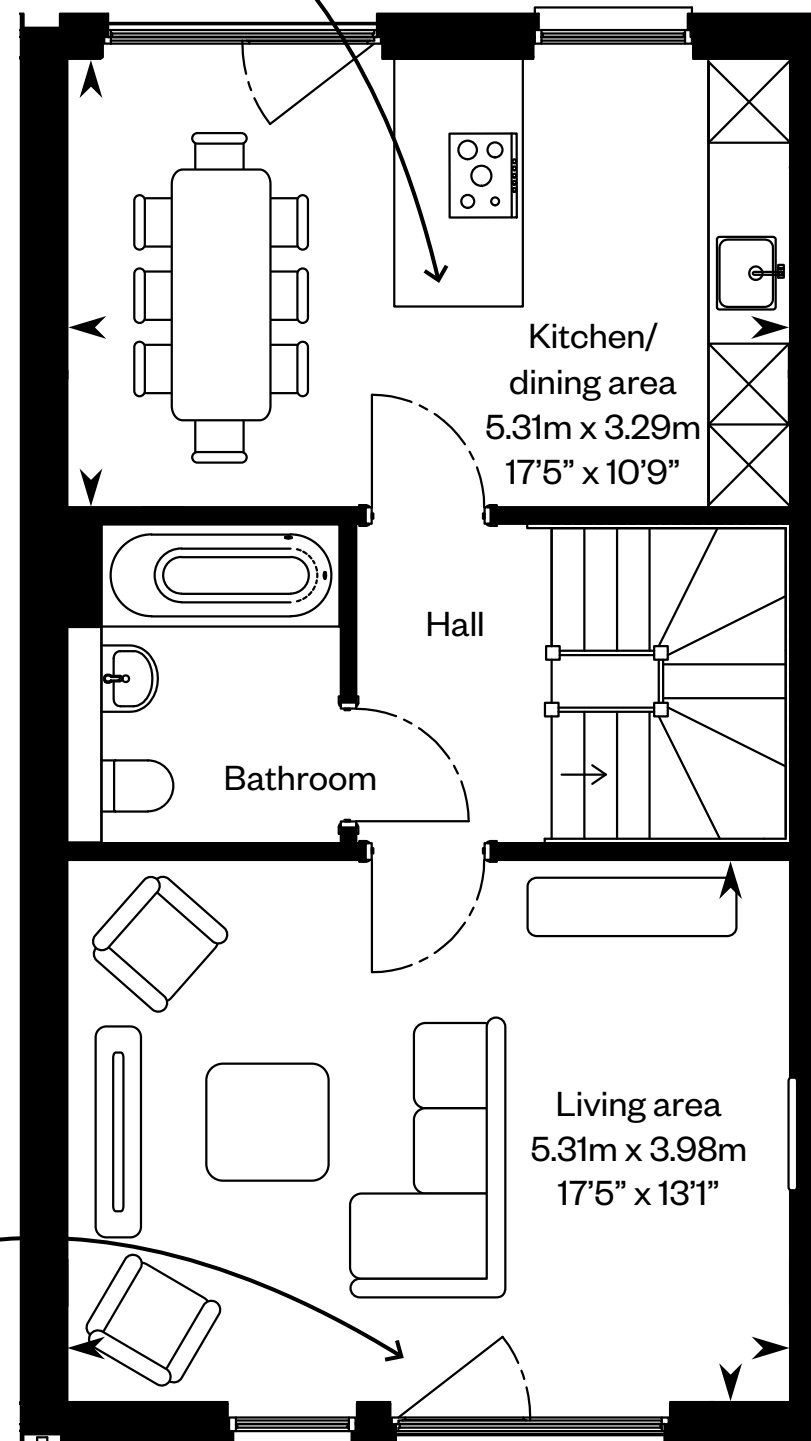 Kitchen/
dining area
5.31m x 3.29m
17’5” x 10’9”
Hall
Bathroom
Living area
5.31m x 3.98m
17’5” x 13’1”